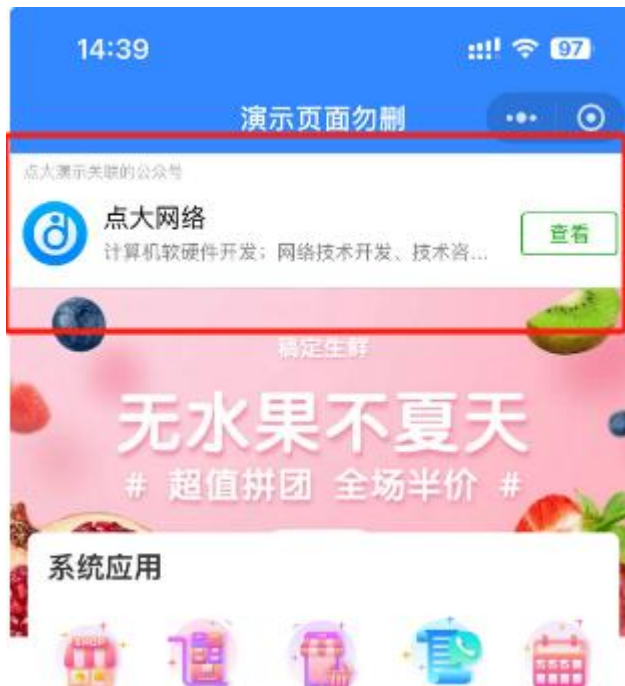 14:39
97
演示页面勿删
点大演示关联的公众号
点大网络
计算机软硬件开发；网络技术开发、技术咨...
查看
稿定生鲜
无水果不夏天
# 超值拼团 全场半价 #
系统应用
SHOP